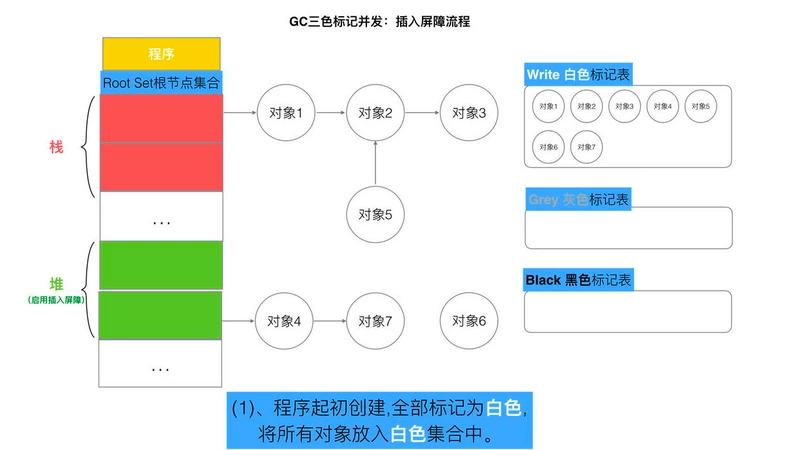 GC三色标记并发：插入屏障流程
程序
Root Set根节点集合
栈
...
堆
(启用插入屏障)
...
对象1
对象2
对象3
对象5
对象4
对象7
对象6
Write 白色标记表
对象1 对象2 对象3 对象4 对象5
对象6 对象7
Grey 灰色标记表
Black 黑色标记表
(1)、程序起初创建,全部标记为白色,
将所有对象放入白色集合中。